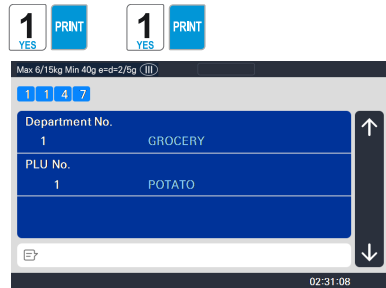 1 YES PRINT 1 YES PRINT
Max 6/15kg Min 40g e=d=2/5g III
1 1 4 7
Department No.
1 GROCERY
PLU No.
1 POTATO
02:31:08